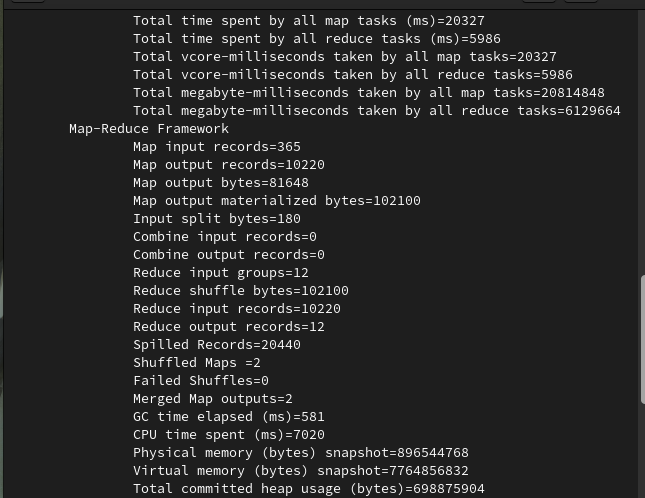 Total time spent by all map tasks (ms)=20327
Total time spent by all reduce tasks (ms)=5986
Total vcore-milliseconds taken by all map tasks=20327
Total vcore-milliseconds taken by all reduce tasks=5986
Total megabyte-milliseconds taken by all map tasks=20814848
Total megabyte-milliseconds taken by all reduce tasks=6129664
Map-Reduce Framework
Map input records=365
Map output records=10220
Map output bytes=81648
Map output materialized bytes=102100
Input split bytes=180
Combine input records=0
Combine output records=0
Reduce input groups=12
Reduce shuffle bytes=102100
Reduce input records=10220
Reduce output records=12
Spilled Records=20440
Shuffled Maps =2
Failed Shuffles=0
Merged Map outputs=2
GC time elapsed (ms)=581
CPU time spent (ms)=7020
Physical memory (bytes) snapshot=896544768
Virtual memory (bytes) snapshot=7764856832
Total committed heap usage (bytes)=698875904